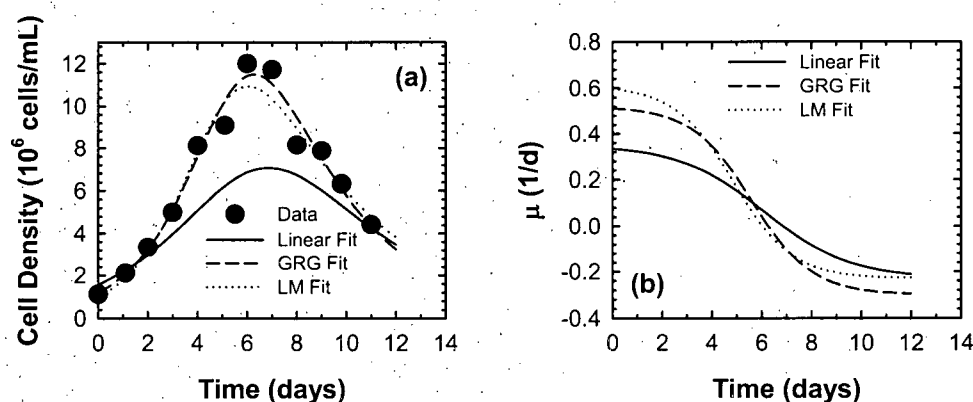 Cell Density (10⁶ cells/mL)
12
10
8
6
4
2
0
(a)
Data
Linear Fit
GRG Fit
LM Fit
0 2 4 6 8 10 12 14
Time (days)
μ (1/d)
0.8
0.6
0.4
0.2
0.0
-0.2
-0.4
Linear Fit
GRG Fit
LM Fit
(b)
0 2 4 6 8 10 12 14
Time (days)